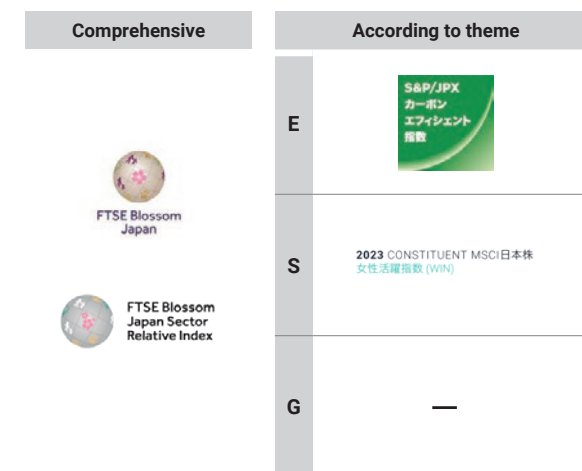 Comprehensive
According to theme
FTSE Blossom
Japan
FTSE Blossom
Japan Sector
Relative Index
E
S&P/JPX
カーボン
エフィシェント
指数
S
2023 CONSTITUENT MSCI日本株
女性活躍指数 (WIN)
G
—